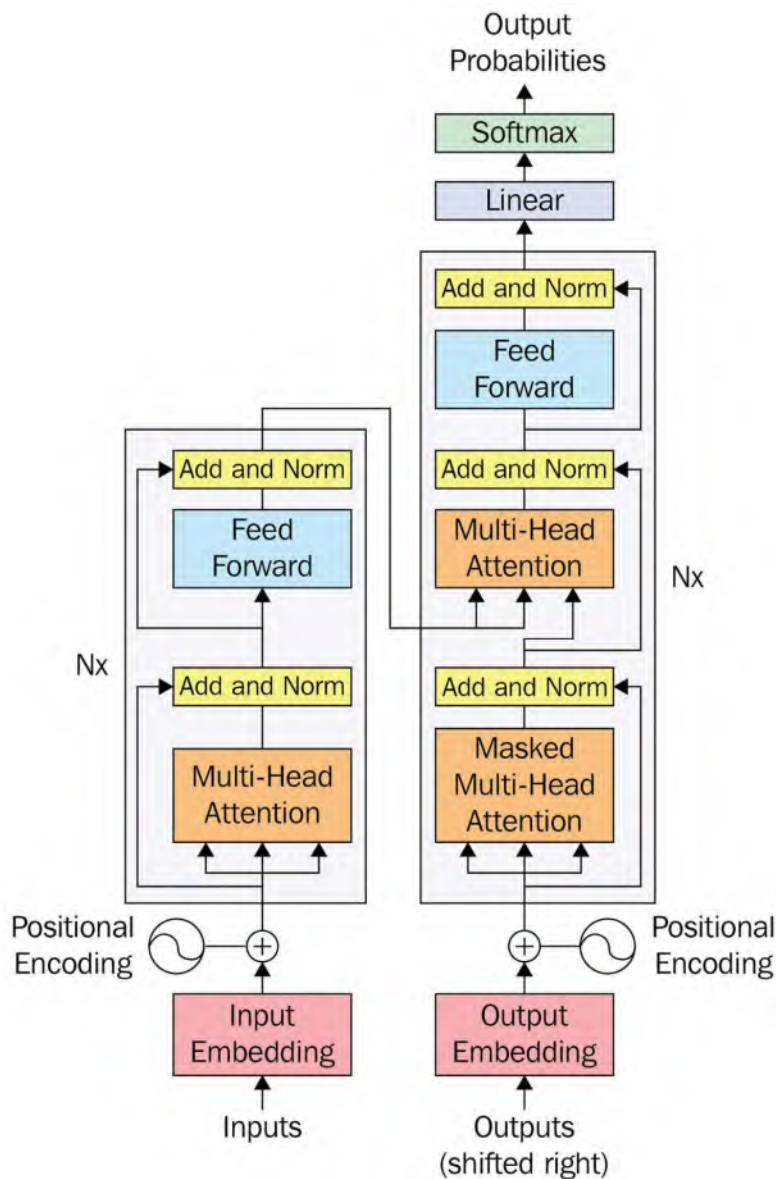 Output
Probabilities
Softmax
Linear
Add and Norm
Feed
Forward
Add and Norm
Multi-Head
Attention
Nx
Add and Norm
Masked
Multi-Head
Attention
Add and Norm
Feed
Forward
Nx
Add and Norm
Multi-Head
Attention
Positional
Encoding
Positional
Encoding
Input
Embedding
Output
Embedding
Inputs
Outputs
(shifted right)